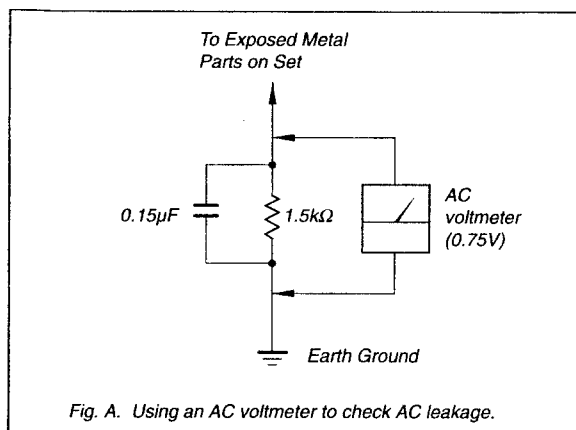 To Exposed Metal
Parts on Set
0.15µF
1.5kΩ
AC
voltmeter
(0.75V)
Earth Ground
Fig. A. Using an AC voltmeter to check AC leakage.